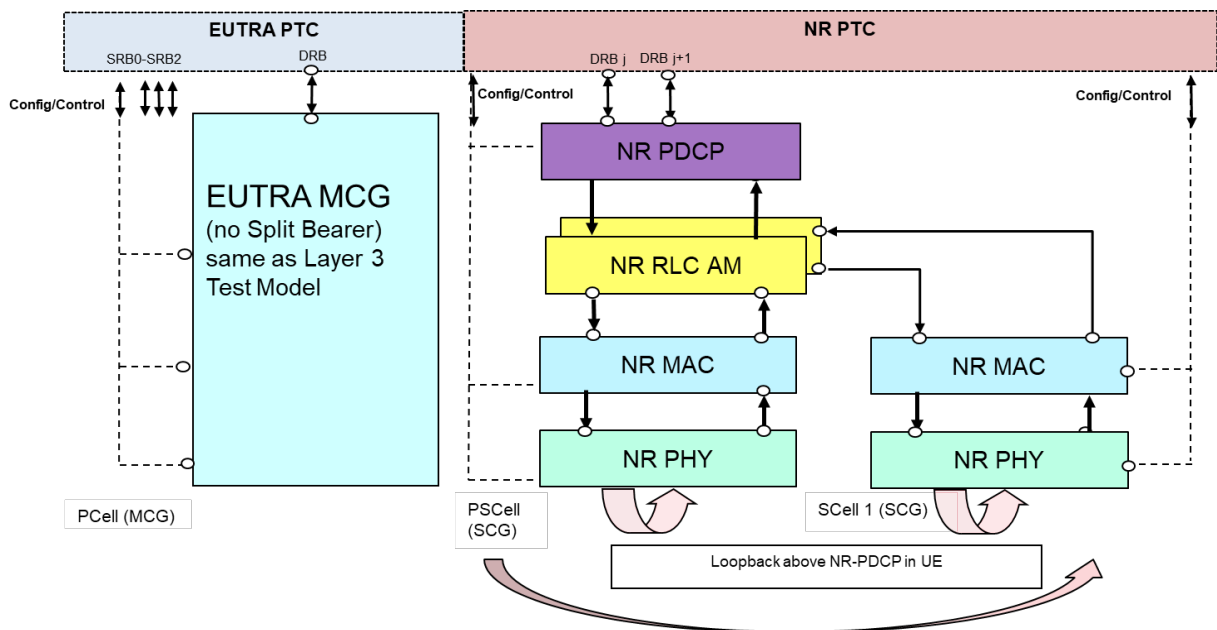 EUTRA PTC
NR PTC
SRB0-SRB2
DRB
DRB j
DRB j+1
Config/Control
Config/Control
Config/Control
NR PDCP
EUTRA MCG
(no Split Bearer)
same as Layer 3
Test Model
NR RLC AM
NR MAC
NR MAC
NR PHY
NR PHY
PCell (MCG)
PSCell
(SCG)
SCell 1 (SCG)
Loopback above NR-PDCP in UE